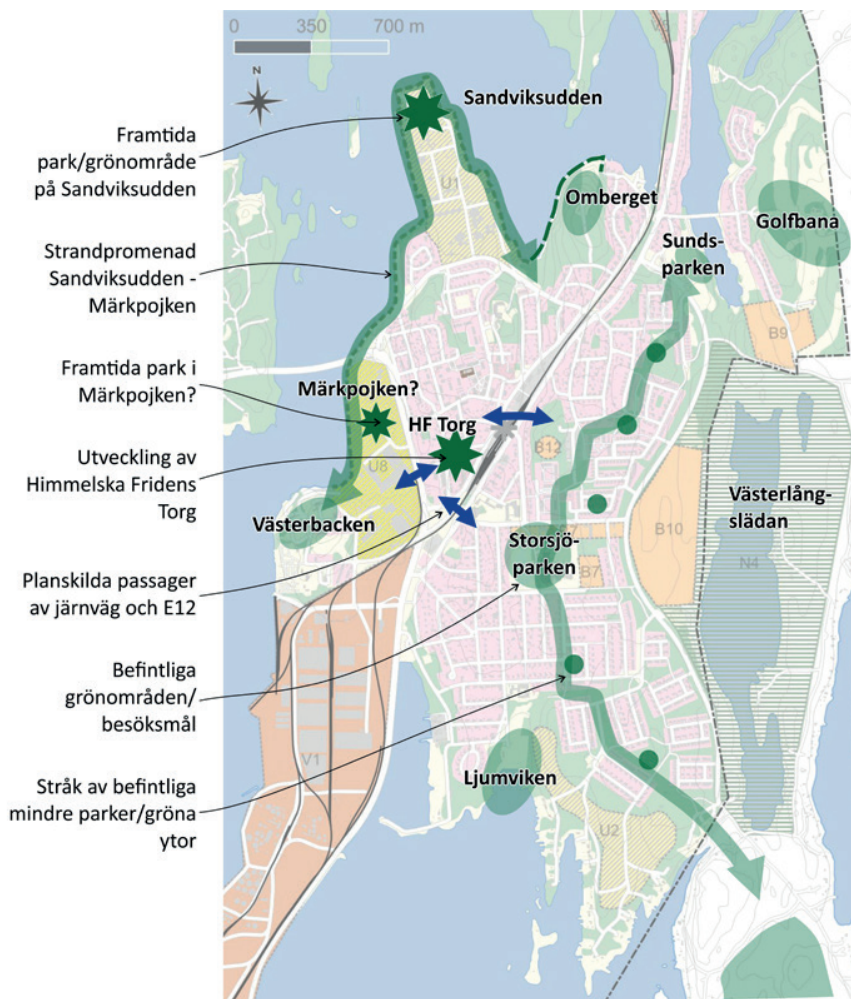 0 350 700 m
N
Sandviksudden
Framtida
park/grönområde
på Sandviksudden
U1
Omberget
Golfbana
Sunds-
parken
Strandpromenad
Sandviksudden -
Märkpojken
B9
Framtida park i
Märkpojken?
Märkpojken?
HF Torg
B12
U8
Utveckling av
Himmelska Fridens
Torg
Västerbacken
Västerlång-
slädan
B10
Storsjö-
parken
B7
N4
Planskilda passager
av järnväg och E12
Befintliga
grönområden/
besöksmål
Ljumviken
V1
U2
Stråk av befintliga
mindre parker/gröna
ytor